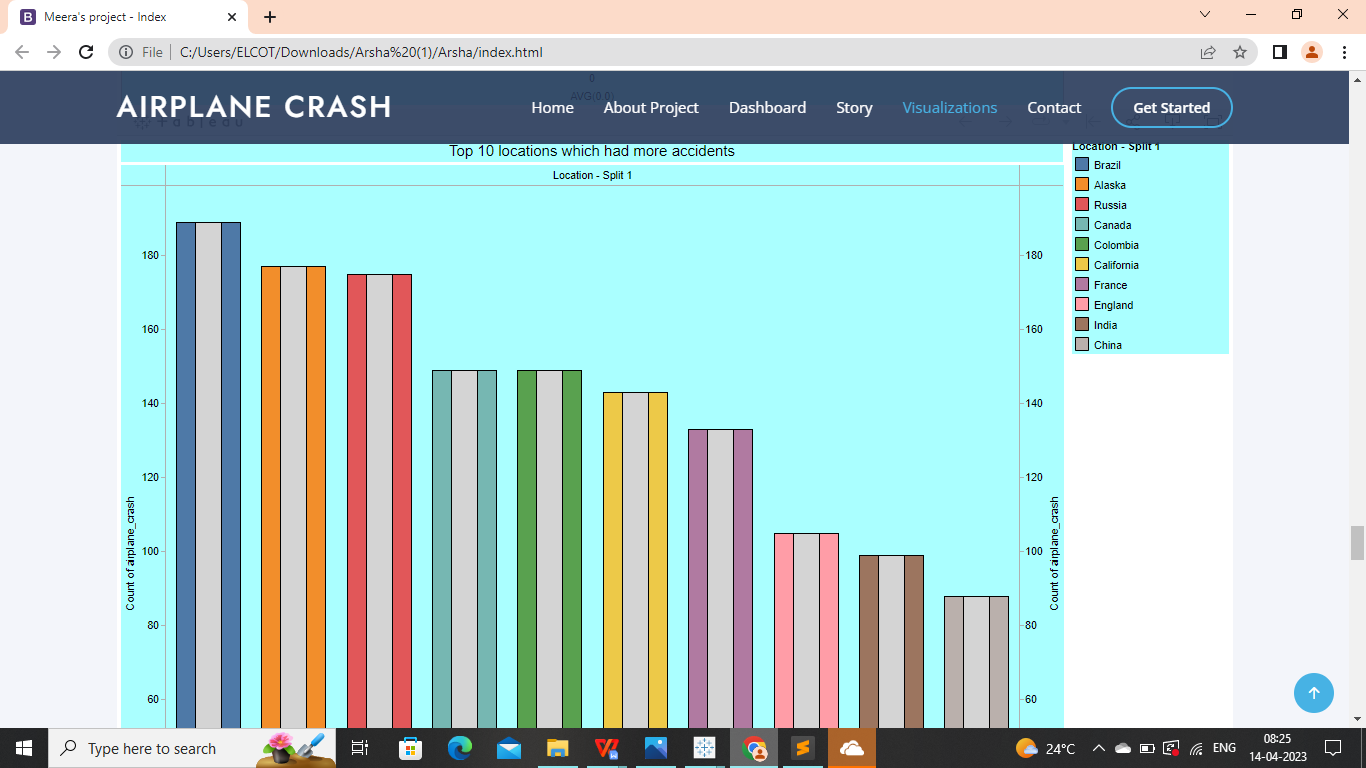 Meera's project - Index
File C:/Users/ELCOT/Downloads/Arsha%20(1)/Arsha/index.html
0
AVG(0.0)
AIRPLANE CRASH
Home About Project Dashboard Story Visualizations Contact Get Started
Top 10 locations which had more accidents
Location - Split 1
Location - Split 1
Brazil
Alaska
Russia
Canada
Colombia
California
France
England
India
China
180 180
160 160
140 140
120 120
100 100
80 80
60 60
Count of airplane_crash
Count of airplane_crash
Type here to search
24°C
ENG
08:25
14-04-2023